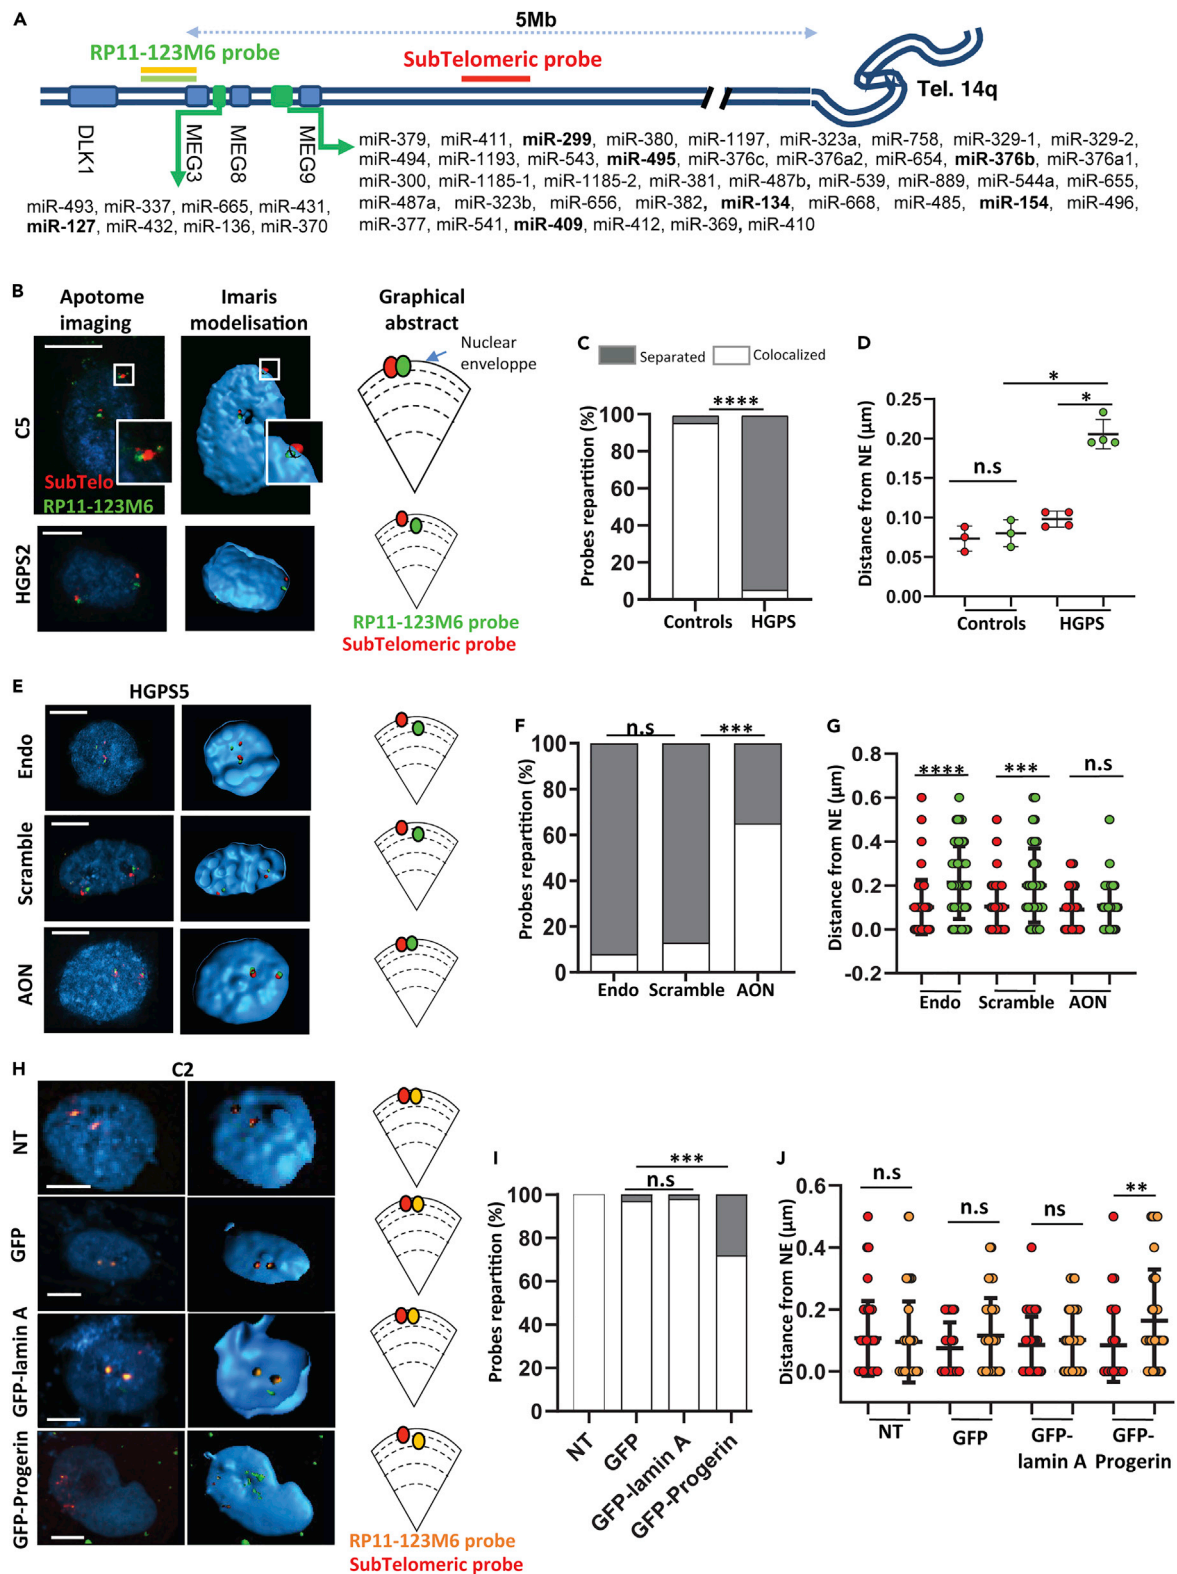 A
5Mb
RP11-123M6 probe
SubTelomeric probe
Tel. 14q
DLK1
MEG3
MEG8
MEG9
miR-379, miR-411, miR-299, miR-380, miR-1197, miR-323a, miR-758, miR-329-1, miR-329-2,
miR-494, miR-1193, miR-543, miR-495, miR-376c, miR-376a2, miR-654, miR-376b, miR-376a1,
miR-300, miR-1185-1, miR-1185-2, miR-381, miR-487b, miR-539, miR-889, miR-544a, miR-655,
miR-487a, miR-323b, miR-656, miR-382, miR-134, miR-668, miR-485, miR-154, miR-496,
miR-377, miR-541, miR-409, miR-412, miR-369, miR-410
miR-493, miR-337, miR-665, miR-431,
miR-127, miR-432, miR-136, miR-370
B
Apotome
imaging
Imaris
modelisation
Graphical
abstract
Nuclear
enveloppe
C5
SubTelo
RP11-123M6
HGPS2
RP11-123M6 probe
SubTelomeric probe
C
Separated
Colocalized
****
Probes repartition (%)
100
80
60
40
20
0
Controls
HGPS
D
*
*
n.s
Distance from NE (µm)
0.25
0.20
0.15
0.10
0.05
0.00
Controls
HGPS
E
HGPS5
Endo
Scramble
AON
F
n.s
***
Probes repartition (%)
100
80
60
40
20
0
Endo
Scramble
AON
G
****
***
n.s
Distance from NE (µm)
0.8
0.6
0.4
0.2
0.0
-0.2
Endo
Scramble
AON
H
C2
NT
GFP
GFP-lamin A
GFP-Progerin
RP11-123M6 probe
SubTelomeric probe
I
***
n.s
Probes repartition (%)
100
80
60
40
20
0
NT
GFP
GFP-lamin A
GFP-Progerin
J
n.s
n.s
ns
**
Distance from NE (µm)
0.6
0.4
0.2
0.0
NT
GFP
GFP-
lamin A
GFP-
Progerin